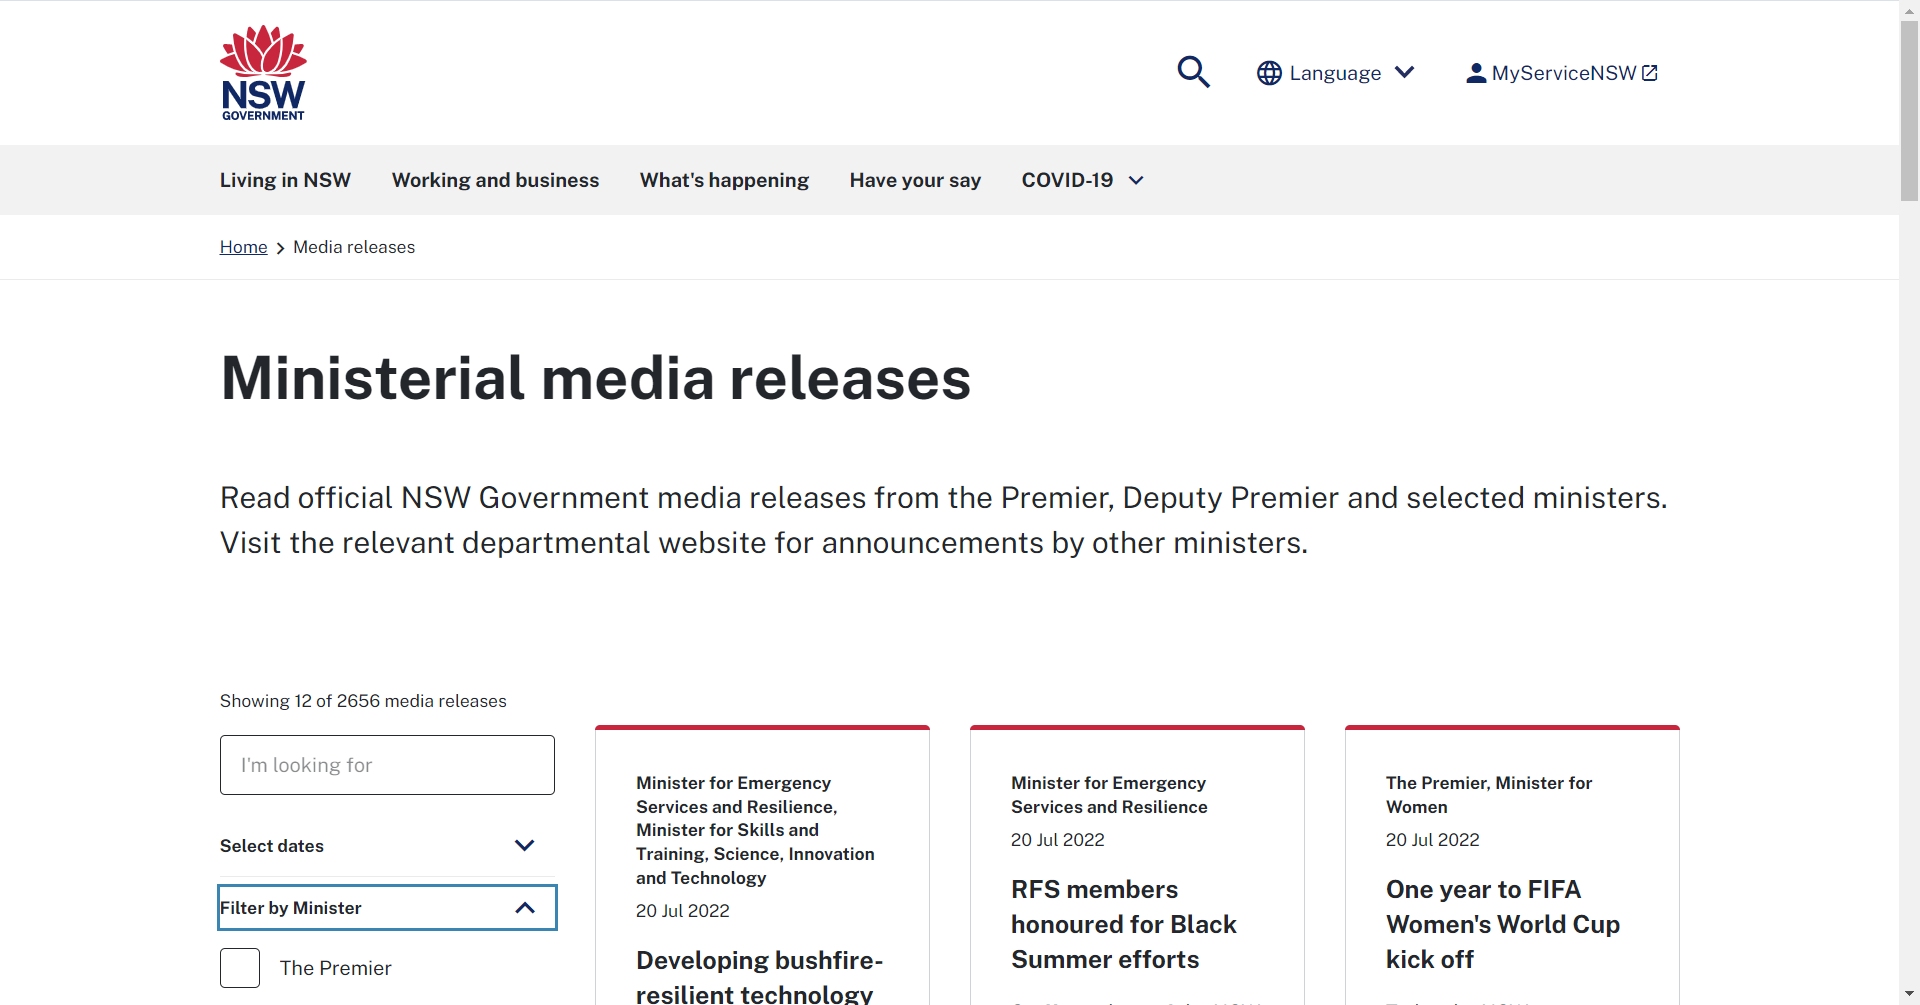 NSW
GOVERNMENT
Language
MyServiceNSW
Living in NSW
Working and business
What's happening
Have your say
COVID-19
Home
Media releases
Ministerial media releases
Read official NSW Government media releases from the Premier, Deputy Premier and selected ministers.
Visit the relevant departmental website for announcements by other ministers.
Showing 12 of 2656 media releases
I'm looking for
Select dates
Filter by Minister
The Premier
Minister for Emergency
Services and Resilience,
Minister for Skills and
Training, Science, Innovation
and Technology
20 Jul 2022
Developing bushfire-
resilient technology
Minister for Emergency
Services and Resilience
20 Jul 2022
RFS members
honoured for Black
Summer efforts
The Premier, Minister for
Women
20 Jul 2022
One year to FIFA
Women's World Cup
kick off